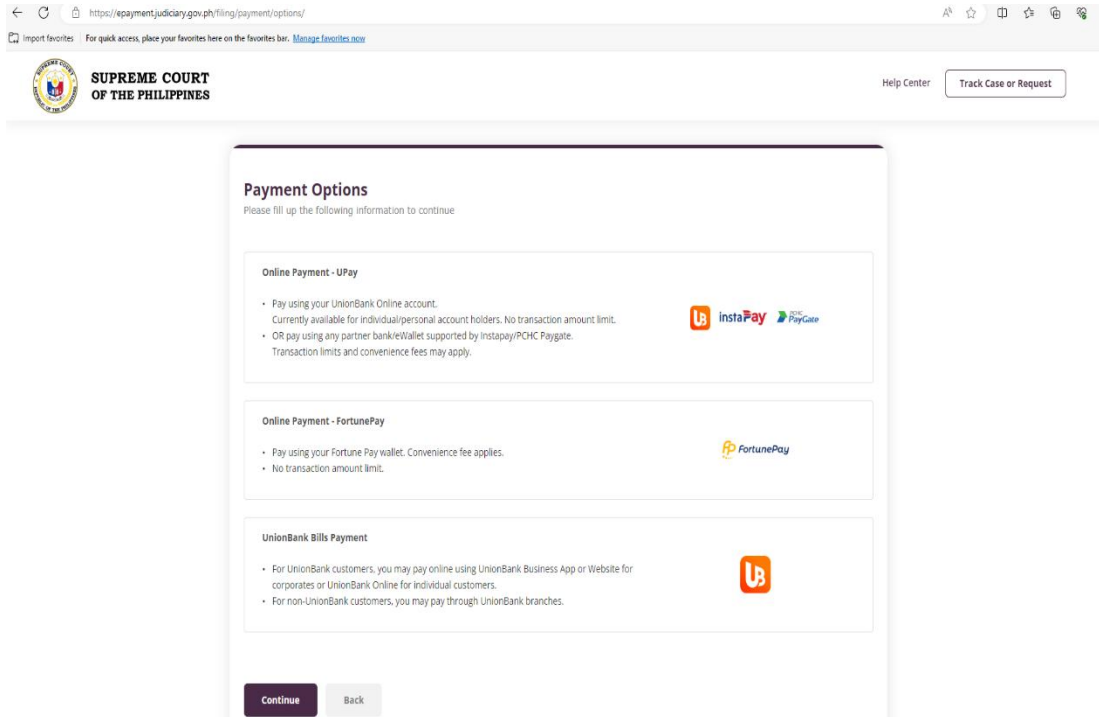 https://epayment.judiciary.gov.ph/filing/payment/options/
Import favorites
For quick access, place your favorites here on the favorites bar. Manage favorites now
SUPREME COURT
OF THE PHILIPPINES
Help Center
Track Case or Request
Payment Options
Please fill up the following information to continue
Online Payment - UPay
• Pay using your UnionBank Online account.
Currently available for individual/personal account holders. No transaction amount limit.
• OR pay using any partner bank/eWallet supported by Instapay/PCHC Paygate.
Transaction limits and convenience fees may apply.
UB instaPay PCHC PayGate
Online Payment - FortunePay
• Pay using your Fortune Pay wallet. Convenience fee applies.
• No transaction amount limit.
FP FortunePay
UnionBank Bills Payment
• For UnionBank customers, you may pay online using UnionBank Business App or Website for
corporates or UnionBank Online for individual customers.
• For non-UnionBank customers, you may pay through UnionBank branches.
UB
Continue
Back